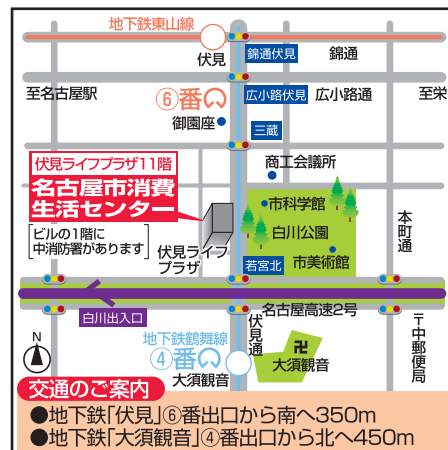 地下鉄東山線
伏見
錦通伏見
錦通
至名古屋駅
⑥番
広小路伏見
広小路通
至栄
御園座
三蔵
伏見ライフプラザ11階
名古屋市消費
生活センター
ビルの1階に
中消防署があります
商工会議所
市科学館
白川公園
市美術館
伏見ライフ
プラザ
若宮北
本町通
名古屋高速2号
白川出入口
伏見通
〒中郵便局
N
地下鉄鶴舞線
④番
大須観音
卍
大須観音
交通のご案内
●地下鉄「伏見」⑥番出口から南へ350m
●地下鉄「大須観音」④番出口から北へ450m